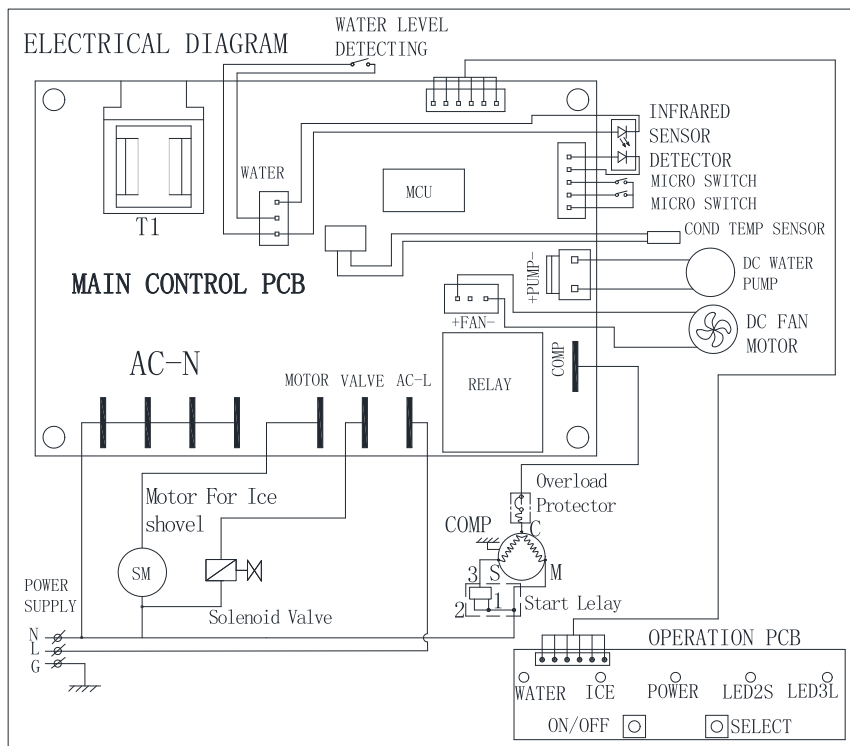 ELECTRICAL DIAGRAM
WATER LEVEL
DETECTING
INFRARED
SENSOR
DETECTOR
MICRO SWITCH
MICRO SWITCH
COND TEMP SENSOR
WATER
MCU
T1
MAIN CONTROL PCB
+PUMP-
DC WATER
PUMP
+FAN-
DC FAN
MOTOR
AC-N
MOTOR
VALVE
AC-L
RELAY
COMP
Motor For Ice
shovel
Overload
Protector
COMP
C
SM
3
S
M
2
1
Start Lelay
Solenoid Valve
POWER
SUPPLY
N
L
G
OPERATION PCB
WATER
ICE
POWER
LED2S
LED3L
ON/OFF
SELECT